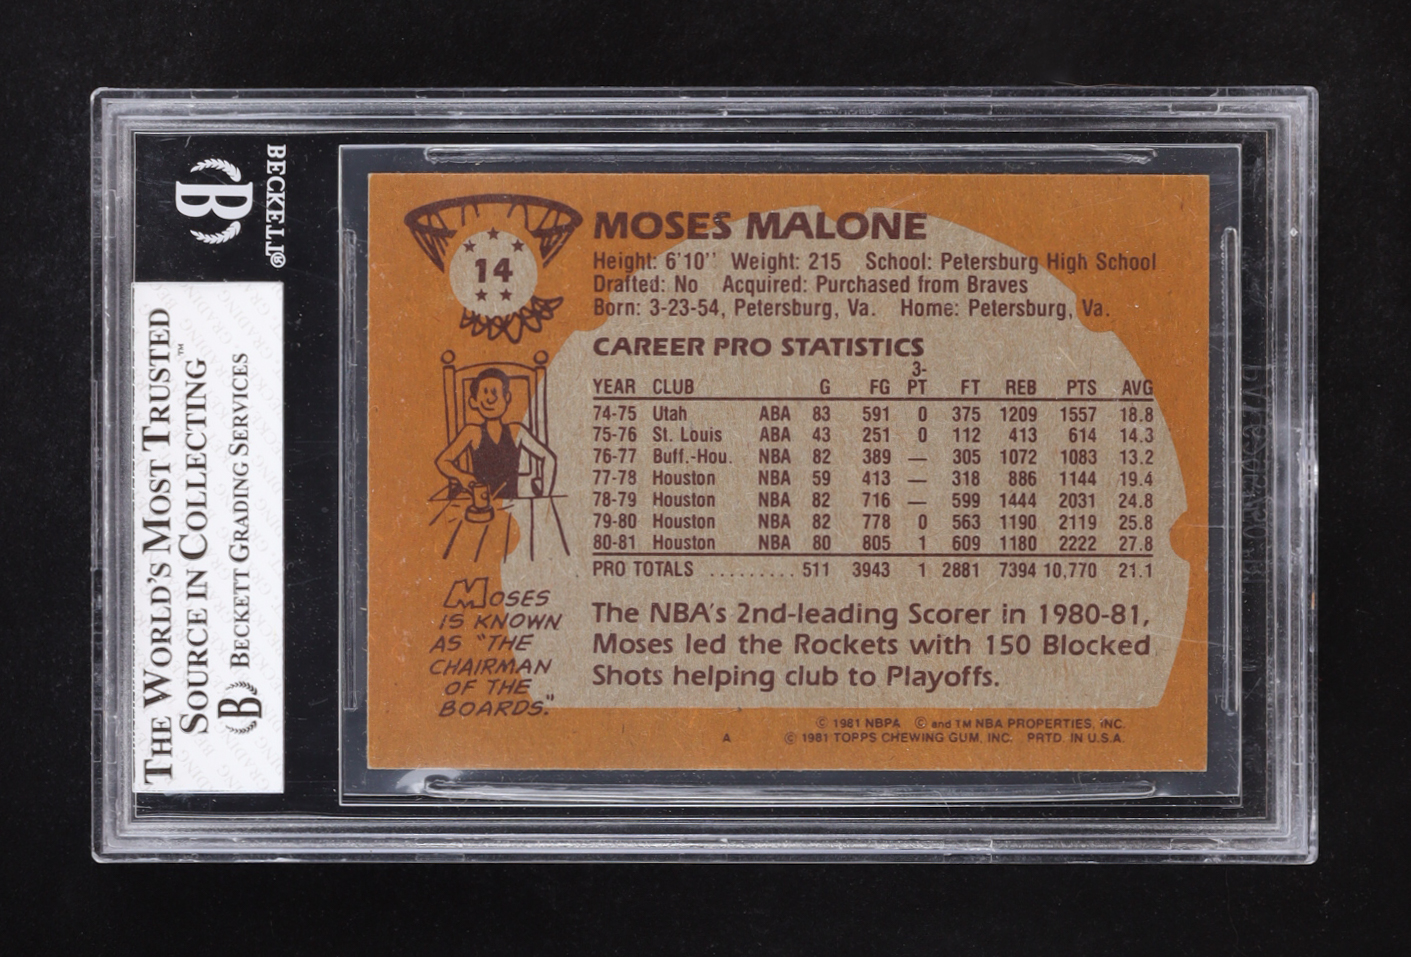 BECKETT®
B
THE WORLD'S MOST TRUSTED
SOURCE IN COLLECTING™
B BECKETT GRADING SERVICES
14
MOSES MALONE
Height: 6'10'' Weight: 215 School: Petersburg High School
Drafted: No Acquired: Purchased from Braves
Born: 3-23-54, Petersburg, Va. Home: Petersburg, Va.
CAREER PRO STATISTICS
YEAR CLUB G FG 3-PT FT REB PTS AVG
74-75 Utah ABA 83 591 0 375 1209 1557 18.8
75-76 St. Louis ABA 43 251 0 112 413 614 14.3
76-77 Buff.-Hou. NBA 82 389 — 305 1072 1083 13.2
77-78 Houston NBA 59 413 — 318 886 1144 19.4
78-79 Houston NBA 82 716 — 599 1444 2031 24.8
79-80 Houston NBA 82 778 0 563 1190 2119 25.8
80-81 Houston NBA 80 805 1 609 1180 2222 27.8
PRO TOTALS ......... 511 3943 1 2881 7394 10,770 21.1
The NBA's 2nd-leading Scorer in 1980-81,
Moses led the Rockets with 150 Blocked
Shots helping club to Playoffs.
MOSES
IS KNOWN
AS "THE
CHAIRMAN
OF THE
BOARDS."
© 1981 NBPA © and TM NBA PROPERTIES, INC.
A © 1981 TOPPS CHEWING GUM, INC. PRTD. IN U.S.A.